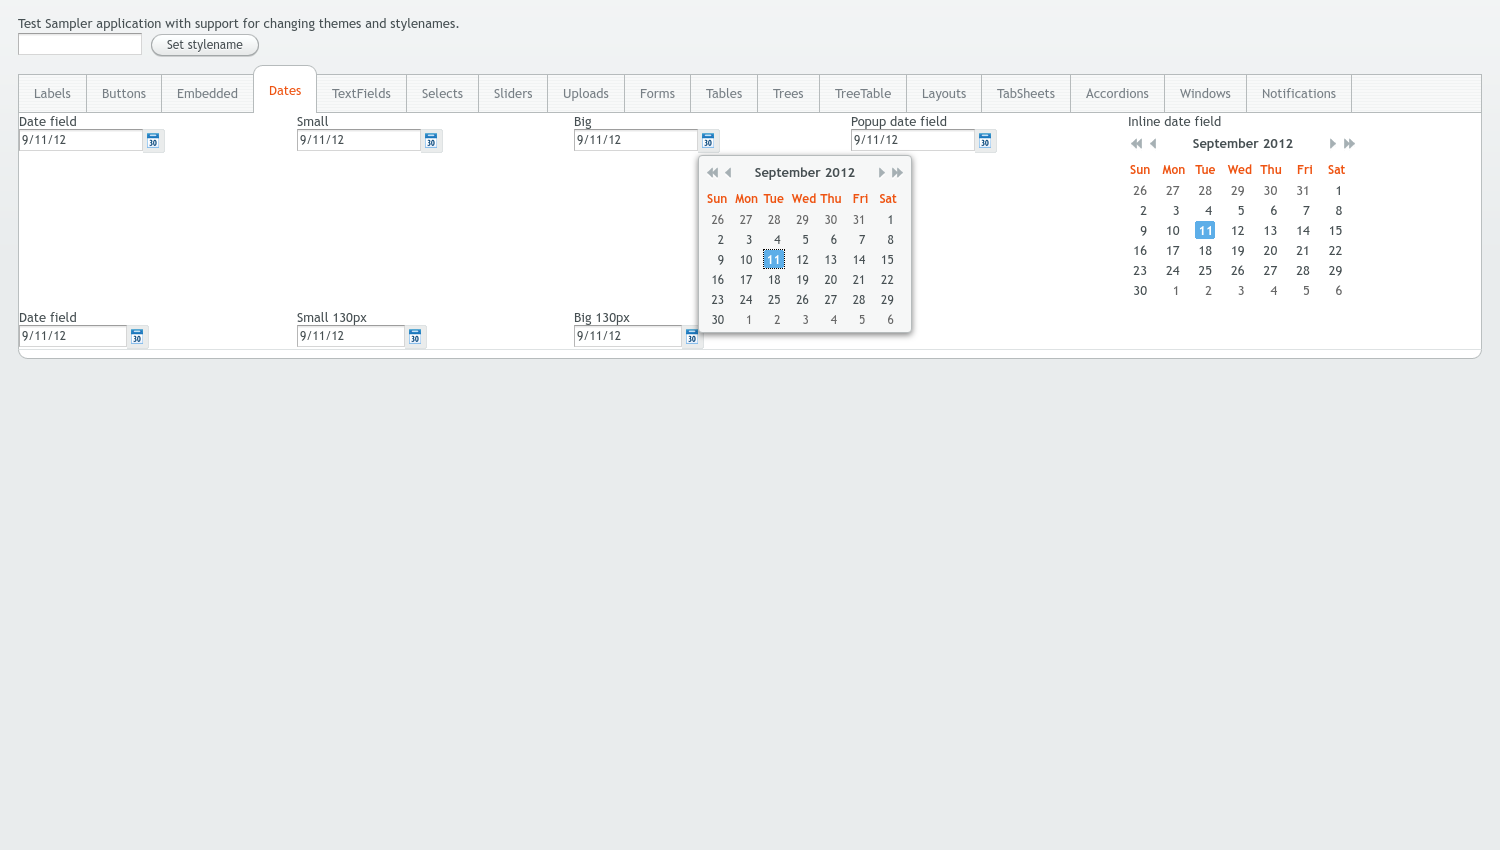 Test Sampler application with support for changing themes and stylenames.
Set stylename
Labels Buttons Embedded Dates TextFields Selects Sliders Uploads Forms Tables Trees TreeTable Layouts TabSheets Accordions Windows Notifications
Date field Small Big Popup date field Inline date field
9/11/12 30 9/11/12 30 9/11/12 30 9/11/12 30
September 2012
Sun Mon Tue Wed Thu Fri Sat
26 27 28 29 30 31 1
2 3 4 5 6 7 8
9 10 11 12 13 14 15
16 17 18 19 20 21 22
23 24 25 26 27 28 29
30 1 2 3 4 5 6
September 2012
Sun Mon Tue Wed Thu Fri Sat
26 27 28 29 30 31 1
2 3 4 5 6 7 8
9 10 11 12 13 14 15
16 17 18 19 20 21 22
23 24 25 26 27 28 29
30 1 2 3 4 5 6
Date field Small 130px Big 130px
9/11/12 30 9/11/12 30 9/11/12 30